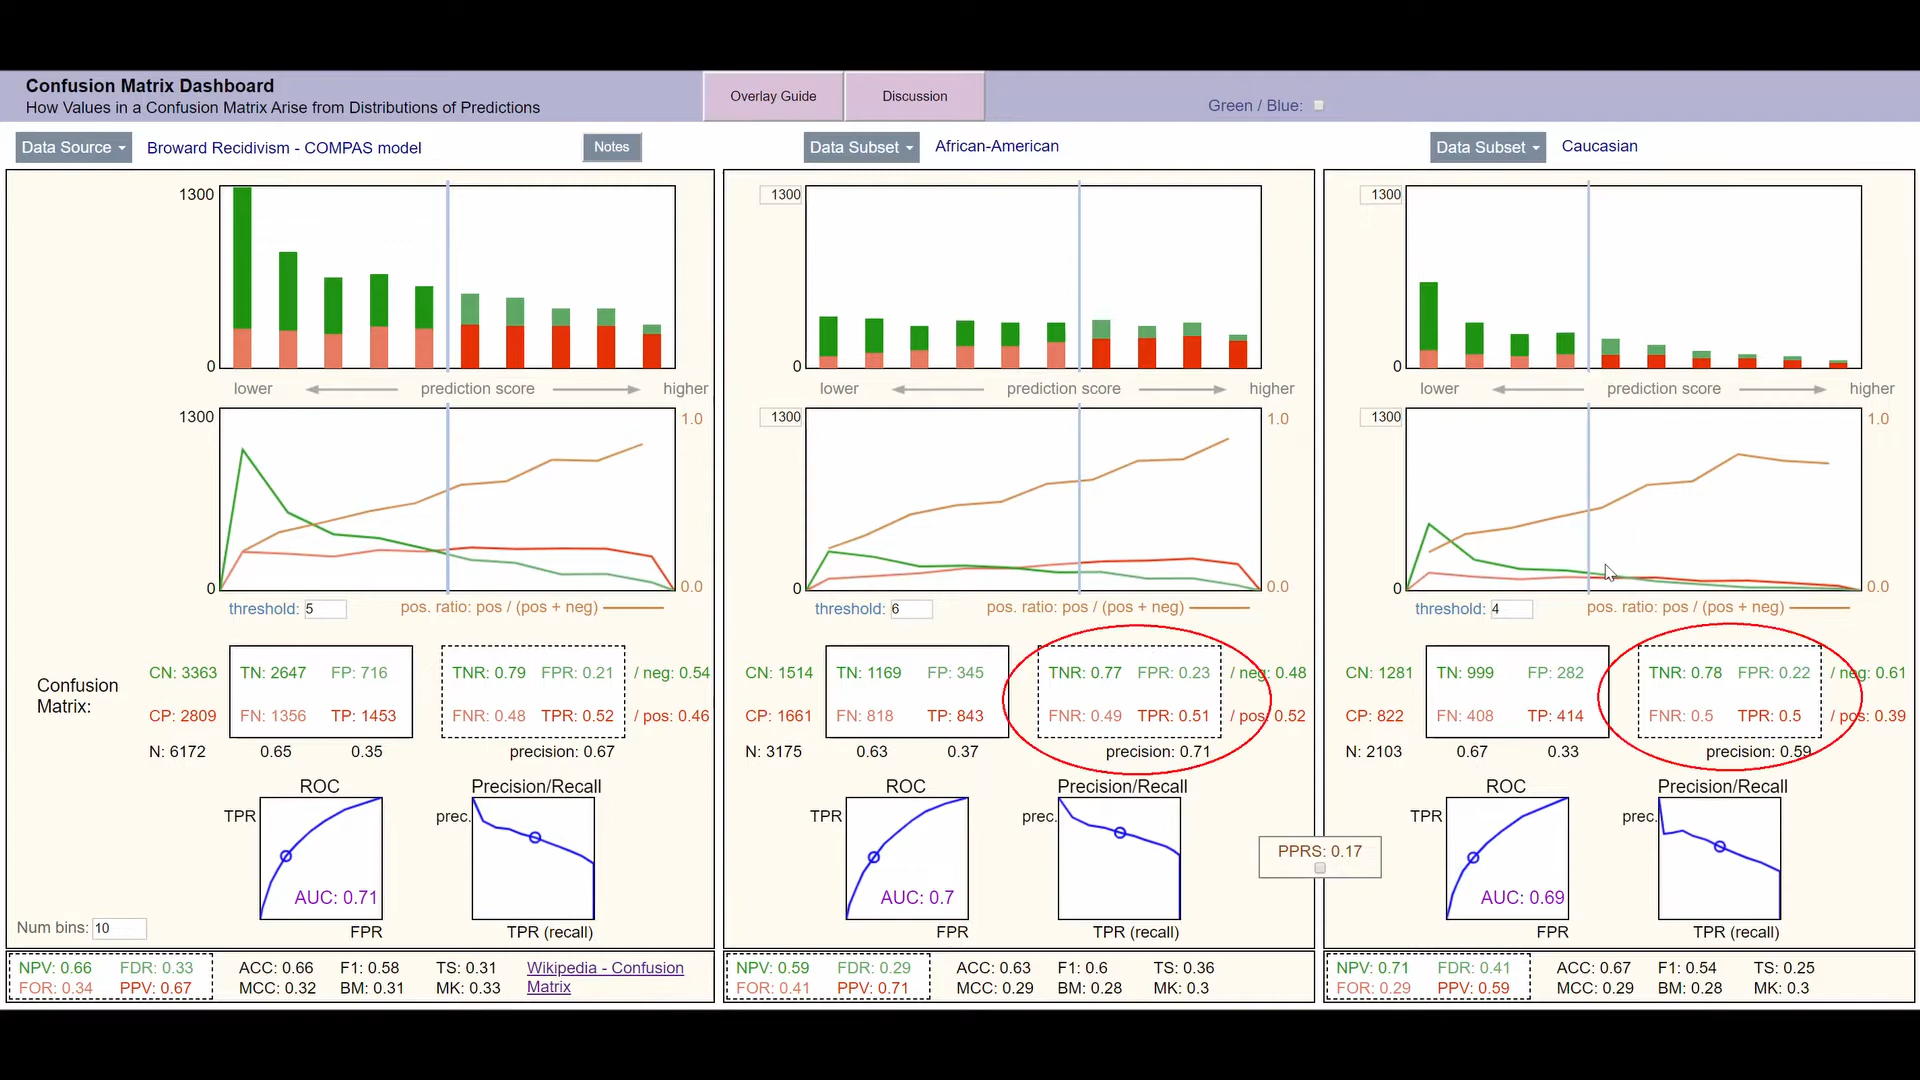 Confusion Matrix Dashboard
How Values in a Confusion Matrix Arise from Distributions of Predictions
Overlay Guide
Discussion
Green / Blue:
Data Source
Broward Recidivism - COMPAS model
Notes
Data Subset
African-American
Data Subset
Caucasian
1300
0
lower
prediction score
higher
1300
1.0
0
0.0
threshold: 5
pos. ratio: pos / (pos + neg)
Confusion
Matrix:
CN: 3363 TN: 2647 FP: 716 TNR: 0.79 FPR: 0.21 / neg: 0.54
CP: 2809 FN: 1356 TP: 1453 FNR: 0.48 TPR: 0.52 / pos: 0.46
N: 6172 0.65 0.35 precision: 0.67
ROC
Precision/Recall
TPR
prec.
AUC: 0.71
FPR
TPR (recall)
Num bins: 10
NPV: 0.66 FDR: 0.33 ACC: 0.66 F1: 0.58 TS: 0.31 Wikipedia - Confusion
FOR: 0.34 PPV: 0.67 MCC: 0.32 BM: 0.31 MK: 0.33 Matrix
1300
0
lower
prediction score
higher
1300
1.0
0
0.0
threshold: 6
pos. ratio: pos / (pos + neg)
CN: 1514 TN: 1169 FP: 345 TNR: 0.77 FPR: 0.23 / neg: 0.48
CP: 1661 FN: 818 TP: 843 FNR: 0.49 TPR: 0.51 / pos: 0.52
N: 3175 0.63 0.37 precision: 0.71
ROC
Precision/Recall
TPR
prec.
AUC: 0.7
FPR
TPR (recall)
PPRS: 0.17
NPV: 0.59 FDR: 0.29 ACC: 0.63 F1: 0.6 TS: 0.36
FOR: 0.41 PPV: 0.71 MCC: 0.29 BM: 0.28 MK: 0.3
1300
0
lower
prediction score
higher
1300
1.0
0
0.0
threshold: 4
pos. ratio: pos / (pos + neg)
CN: 1281 TN: 999 FP: 282 TNR: 0.78 FPR: 0.22 / neg: 0.61
CP: 822 FN: 408 TP: 414 FNR: 0.5 TPR: 0.5 / pos: 0.39
N: 2103 0.67 0.33 precision: 0.59
ROC
Precision/Recall
TPR
prec.
AUC: 0.69
FPR
TPR (recall)
NPV: 0.71 FDR: 0.41 ACC: 0.67 F1: 0.54 TS: 0.25
FOR: 0.29 PPV: 0.59 MCC: 0.29 BM: 0.28 MK: 0.3